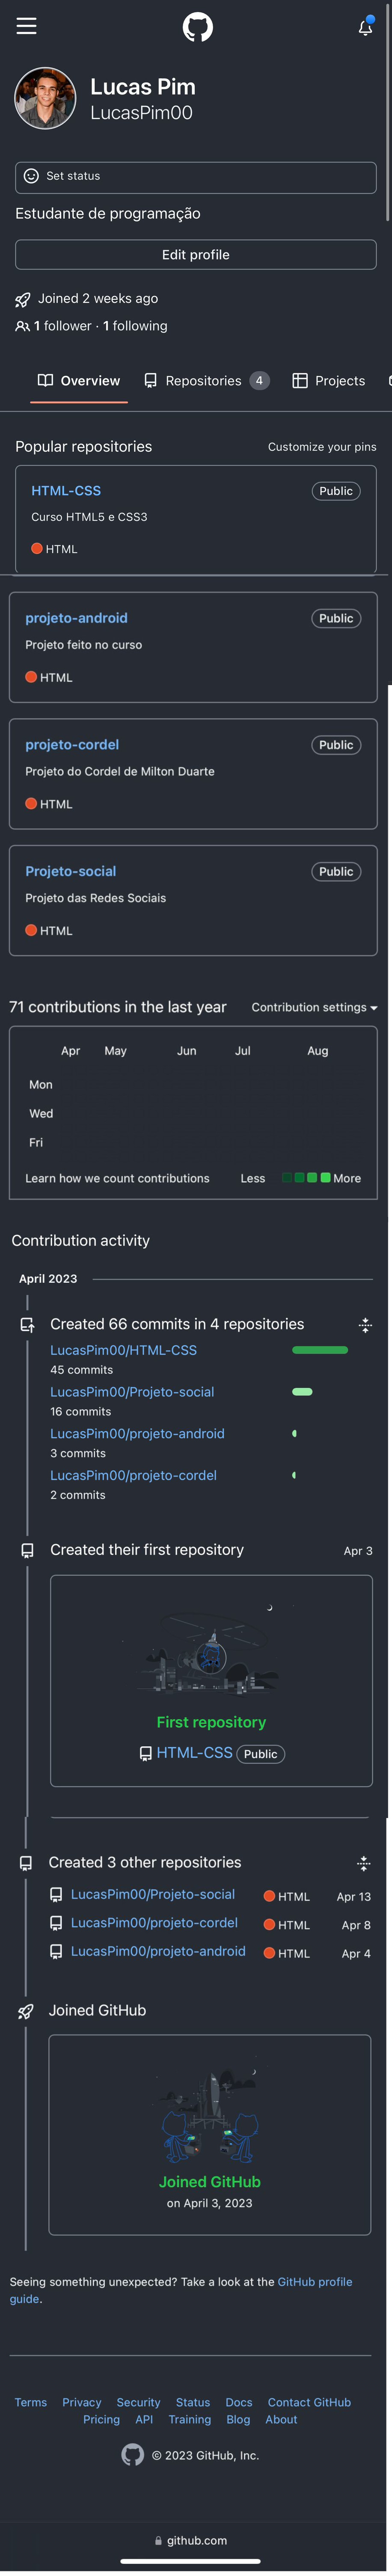 Lucas Pim
LucasPim00
Set status
Estudante de programação
Edit profile
Joined 2 weeks ago
1 follower · 1 following
Overview Repositories 4 Projects
Popular repositories Customize your pins
HTML-CSS Public
Curso HTML5 e CSS3
HTML
projeto-android Public
Projeto feito no curso
HTML
projeto-cordel Public
Projeto do Cordel de Milton Duarte
HTML
Projeto-social Public
Projeto das Redes Sociais
HTML
71 contributions in the last year Contribution settings
Apr May Jun Jul Aug
Mon
Wed
Fri
Learn how we count contributions Less More
Contribution activity
April 2023
Created 66 commits in 4 repositories
LucasPim00/HTML-CSS
45 commits
LucasPim00/Projeto-social
16 commits
LucasPim00/projeto-android
3 commits
LucasPim00/projeto-cordel
2 commits
Created their first repository Apr 3
First repository
HTML-CSS Public
Created 3 other repositories
LucasPim00/Projeto-social HTML Apr 13
LucasPim00/projeto-cordel HTML Apr 8
LucasPim00/projeto-android HTML Apr 4
Joined GitHub
Joined GitHub
on April 3, 2023
Seeing something unexpected? Take a look at the GitHub profile
guide.
Terms Privacy Security Status Docs Contact GitHub
Pricing API Training Blog About
© 2023 GitHub, Inc.
github.com